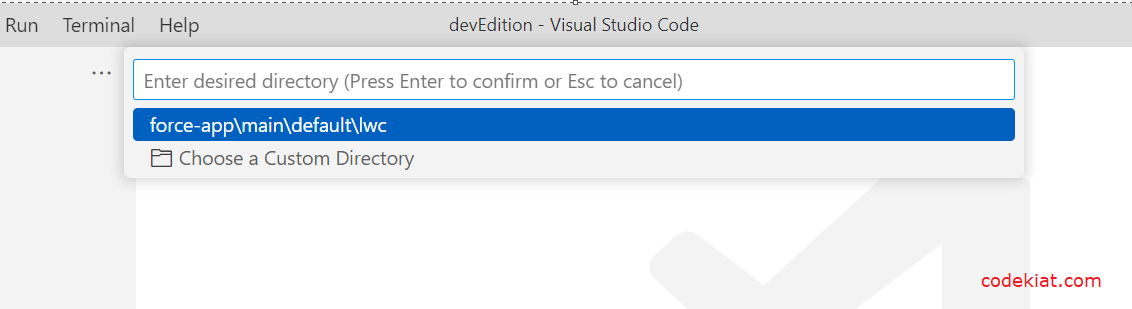 Run Terminal Help devEdition - Visual Studio Code
...
Enter desired directory (Press Enter to confirm or Esc to cancel)
force-app\main\default\lwc
Choose a Custom Directory
codekiat.com